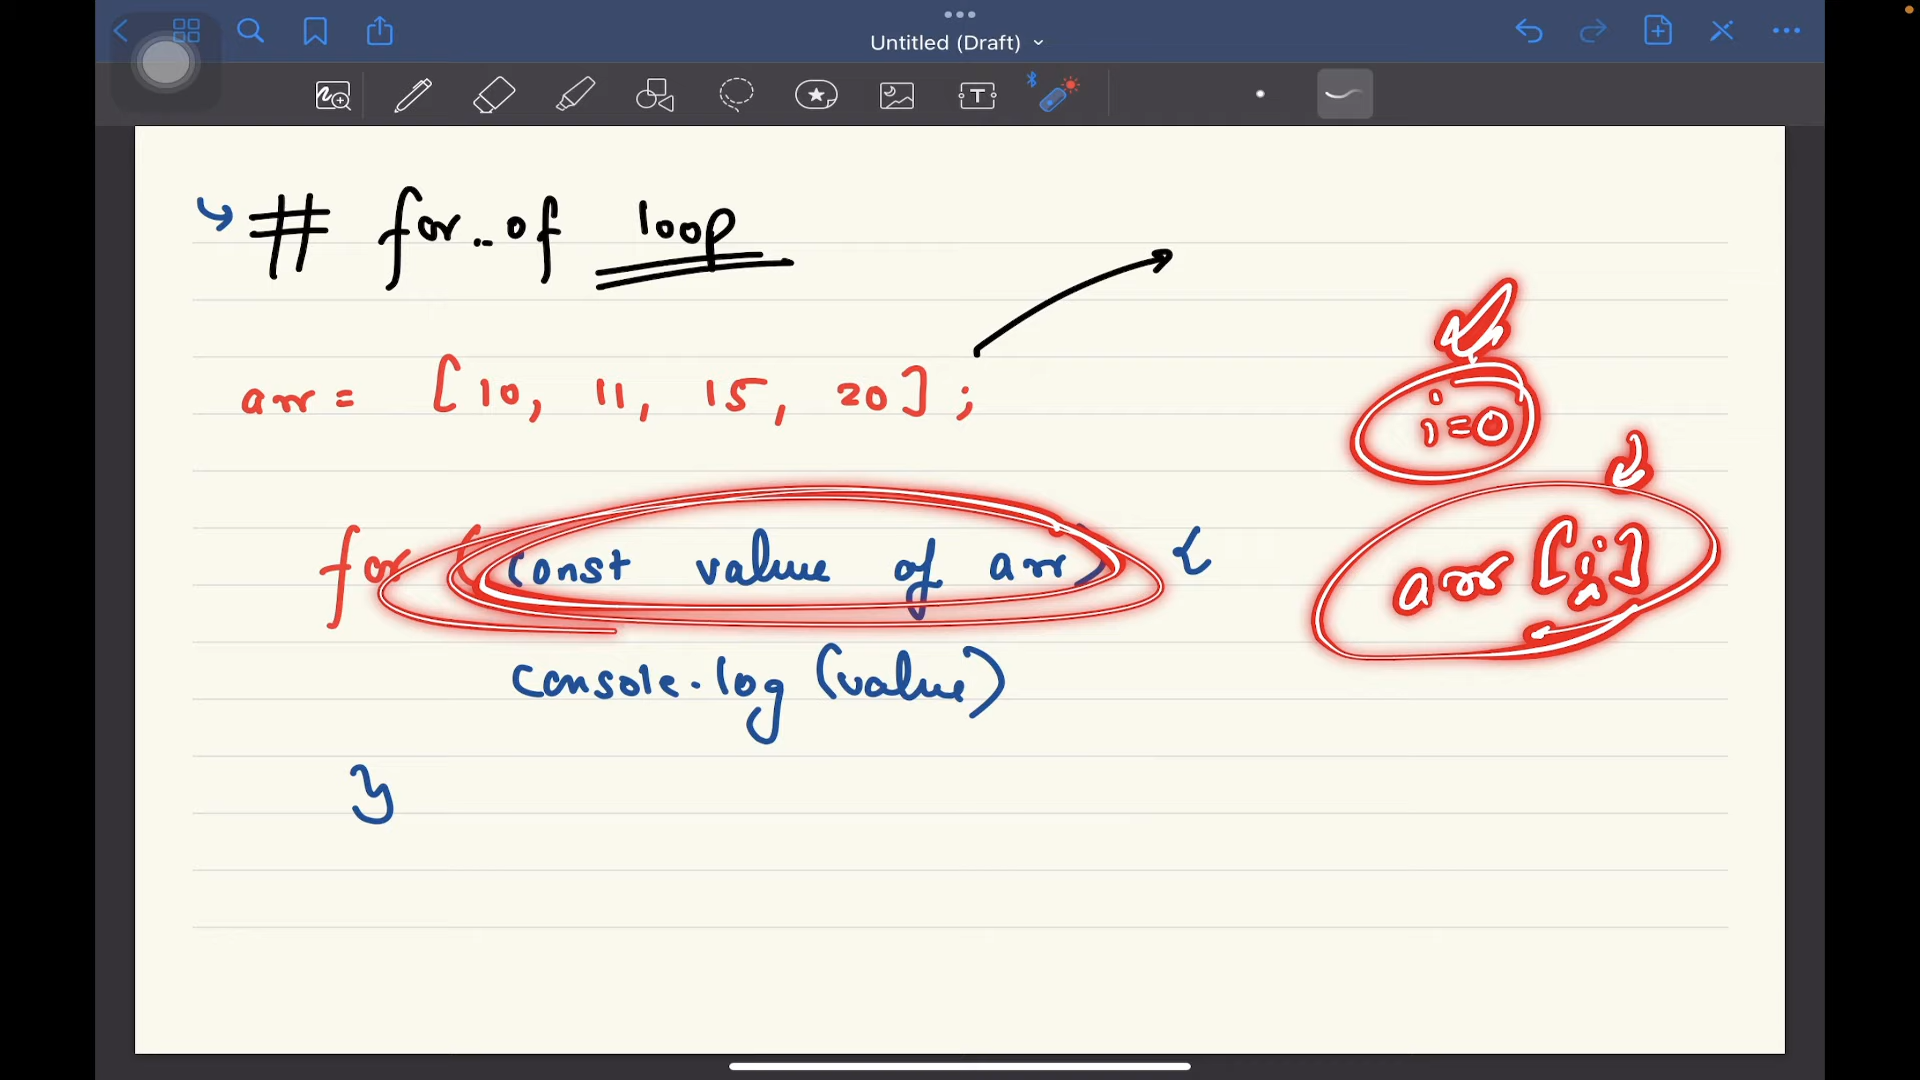 Untitled (Draft)
# for..of loop
arr = [10, 11, 15, 20];
i=0
for (const value of arr) {
arr [i]
console.log (value)
}